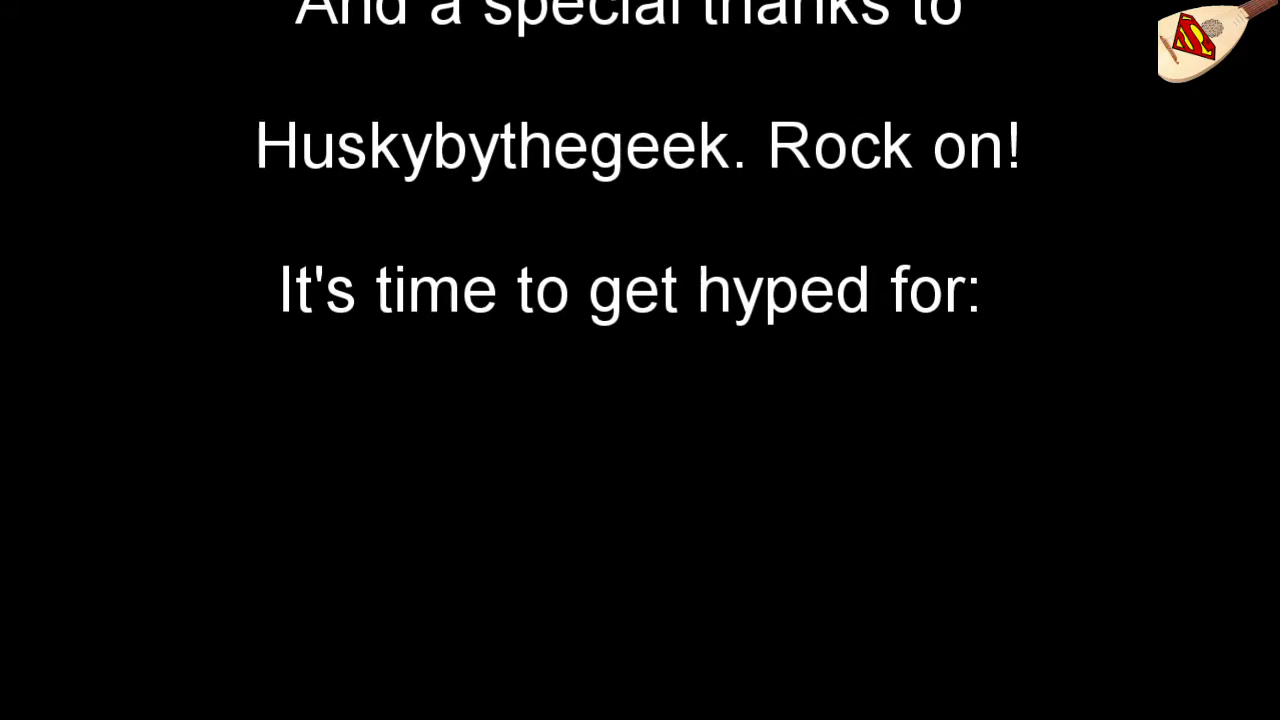 And a special thanks to
Huskybythegeek. Rock on!
It's time to get hyped for: